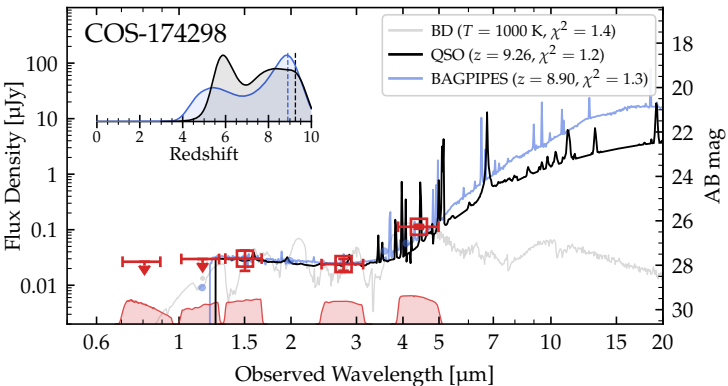 COS-174298
BD (T = 1000 K, χ² = 1.4)
QSO (z = 9.26, χ² = 1.2)
BAGPIPES (z = 8.90, χ² = 1.3)
0 2 4 6 8 10
Redshift
100
10
1
0.1
0.01
Flux Density [μJy]
18
20
22
24
26
28
30
AB mag
0.6 1 1.5 2 3 4 5 7 10 15 20
Observed Wavelength [μm]